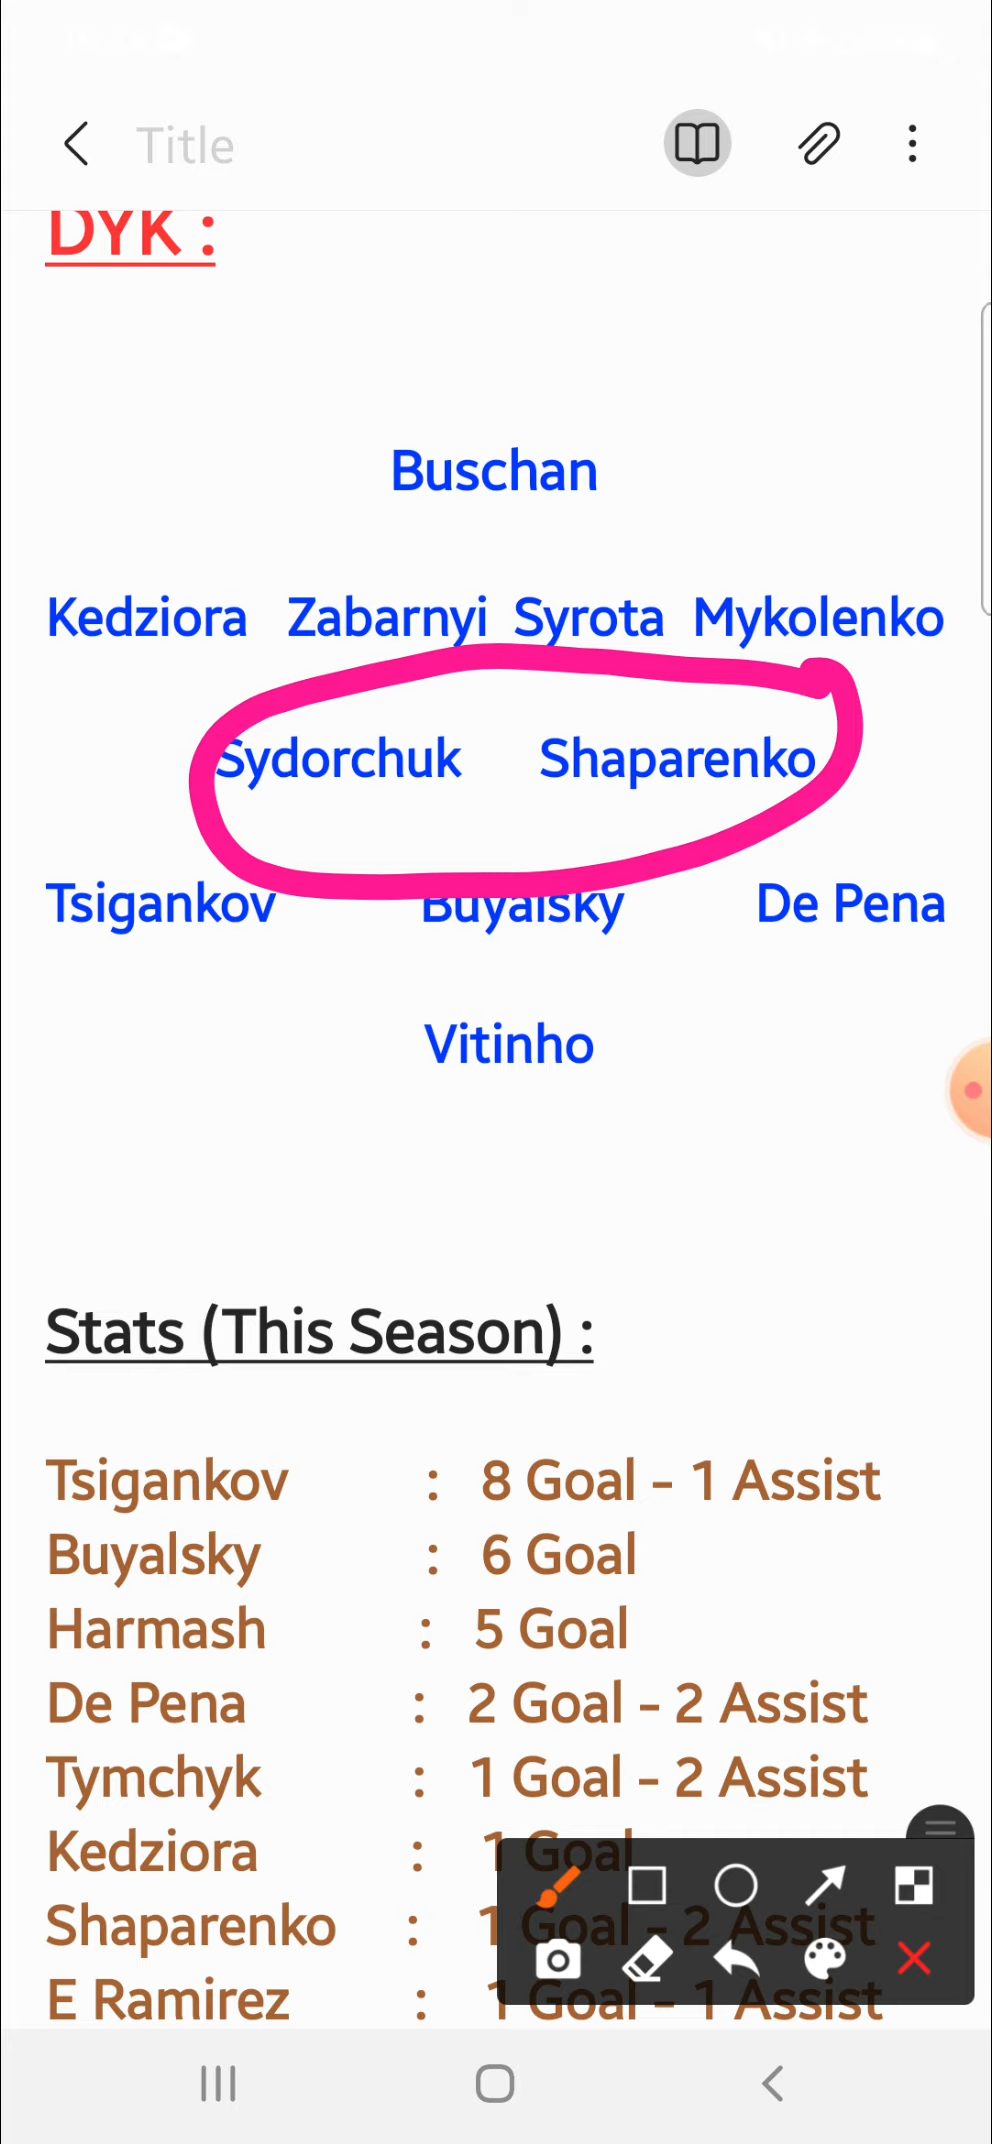 Title
DYK :
Buschan
Kedziora Zabarnyi Syrota Mykolenko
Sydorchuk Shaparenko
Tsigankov Buyalsky De Pena
Vitinho
Stats (This Season) :
Tsigankov : 8 Goal - 1 Assist
Buyalsky : 6 Goal
Harmash : 5 Goal
De Pena : 2 Goal - 2 Assist
Tymchyk : 1 Goal - 2 Assist
Kedziora : 1 Goal
Shaparenko : 1 Goal - 2 Assist
E Ramirez : 1 Goal - 1 Assist